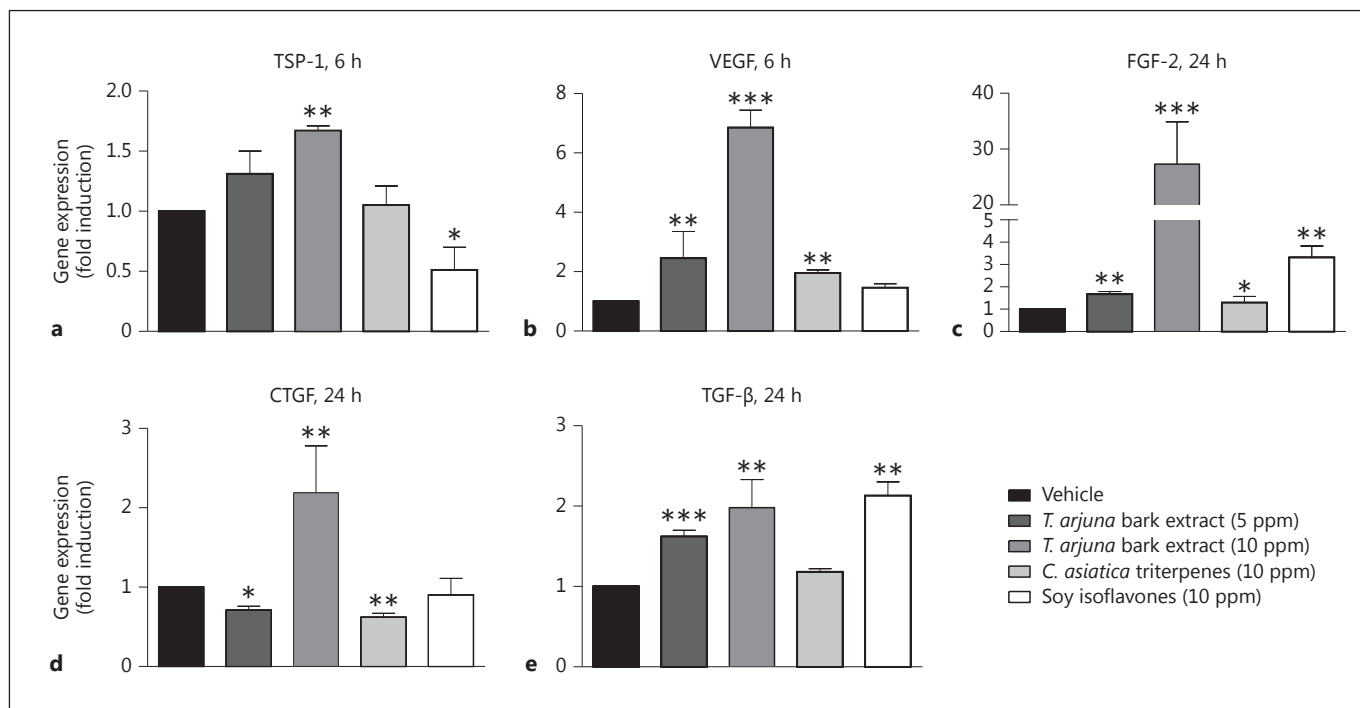 TSP-1, 6 h
Gene expression
(fold induction)
2.0
1.5
1.0
0.5
0
**
*
a
VEGF, 6 h
8
6
4
2
0
**
***
**
b
FGF-2, 24 h
40
30
20
5
4
3
2
1
0
**
***
*
**
c
CTGF, 24 h
Gene expression
(fold induction)
3
2
1
0
*
**
**
d
TGF-β, 24 h
3
2
1
0
***
**
**
e
Vehicle
T. arjuna bark extract (5 ppm)
T. arjuna bark extract (10 ppm)
C. asiatica triterpenes (10 ppm)
Soy isoflavones (10 ppm)